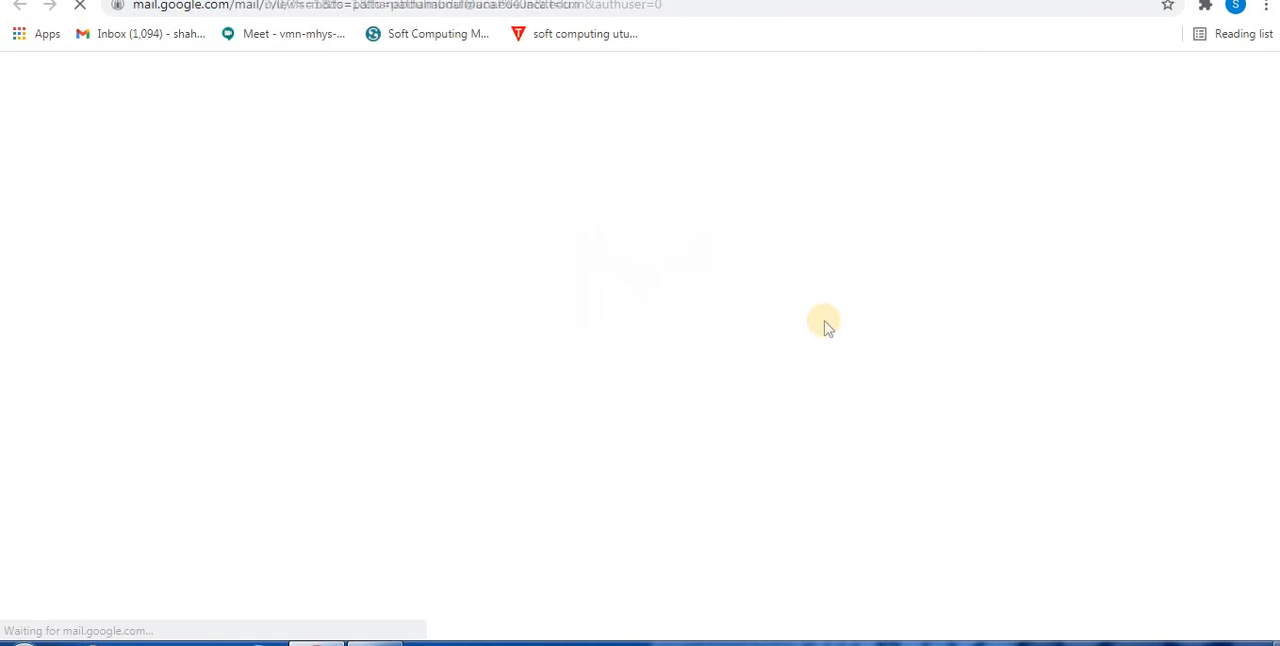 mail.google.com/mail/ &authuser=0
Apps Inbox (1,094) - shah... Meet - vmn-mhys-... Soft Computing M... soft computing utu... Reading list
S
Waiting for mail.google.com...